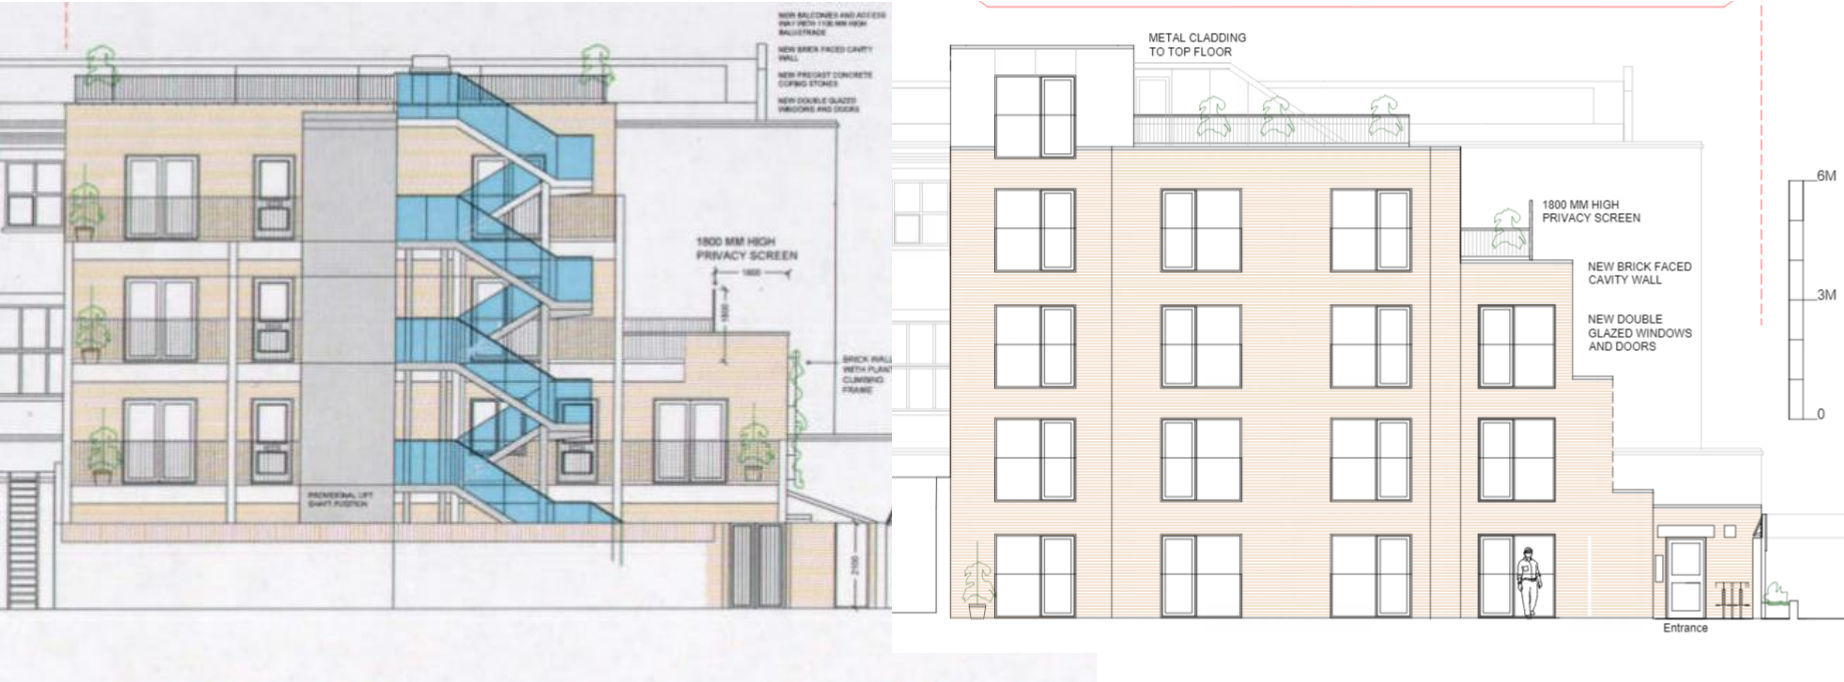 NEW BALCONIES AND ACCESS
WAY WITH 1100 MM HIGH
BALUSTRADE
NEW BRICK FACED CAVITY
WALL
NEW PRECAST CONCRETE
COPING STONES
NEW DOUBLE GLAZED
WINDOWS AND DOORS
1800 MM HIGH
PRIVACY SCREEN
1800
1800
BRICK WALL
WITH PLANT
CLIMBING
FRAME
PROVISIONAL LIFT
SHAFT POSITION
2100
METAL CLADDING
TO TOP FLOOR
1800 MM HIGH
PRIVACY SCREEN
NEW BRICK FACED
CAVITY WALL
NEW DOUBLE
GLAZED WINDOWS
AND DOORS
6M
3M
0
Entrance